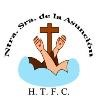 Ntra. Sra. de la Asunción
H. T. F. C.